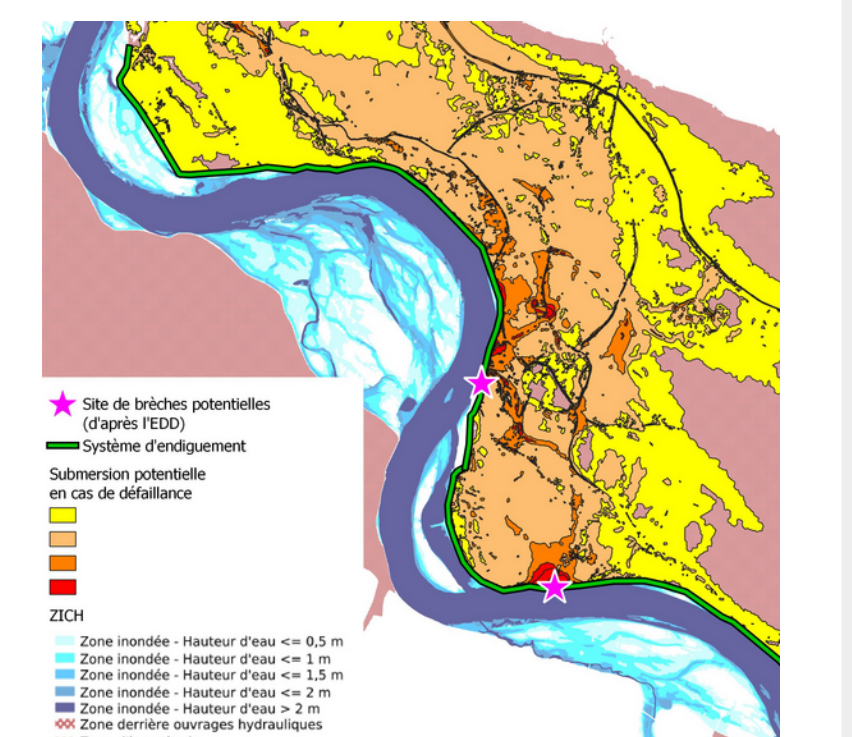 Site de brèches potentielles
(d'après l'EDD)
Système d'endiguement
Submersion potentielle
en cas de défaillance
ZICH
Zone inondée - Hauteur d'eau <= 0,5 m
Zone inondée - Hauteur d'eau <= 1 m
Zone inondée - Hauteur d'eau <= 1,5 m
Zone inondée - Hauteur d'eau <= 2 m
Zone inondée - Hauteur d'eau > 2 m
Zone derrière ouvrages hydrauliques